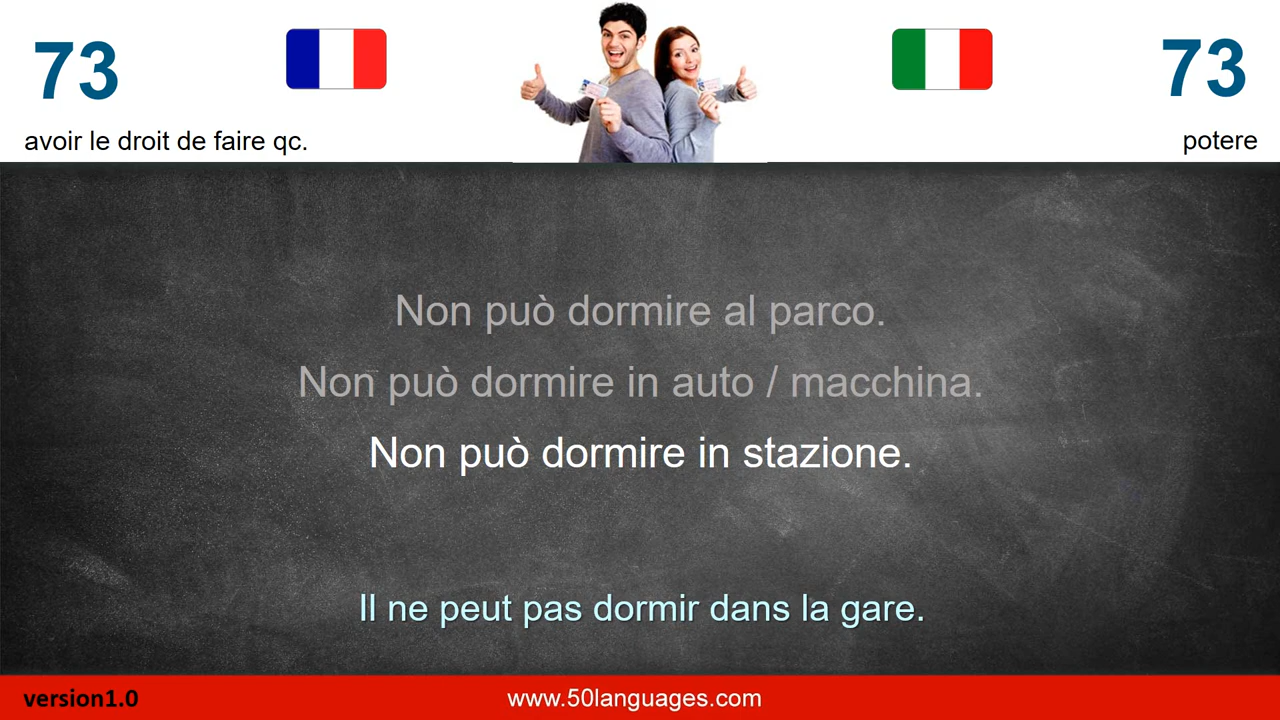 73
73
avoir le droit de faire qc.
potere
Non può dormire al parco.
Non può dormire in auto / macchina.
Non può dormire in stazione.
Il ne peut pas dormir dans la gare.
version1.0
www.50languages.com